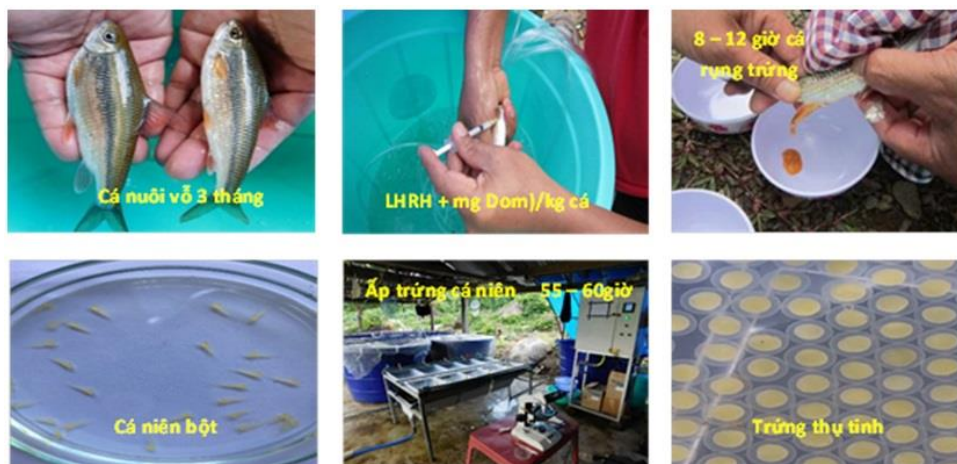 Cá nuôi vỗ 3 tháng
LHRH + mg Dom)/kg cá
8 – 12 giờ cá
rụng trứng
Cá niên bột
Ấp trứng cá niên 55 – 60giờ
Trứng thụ tinh